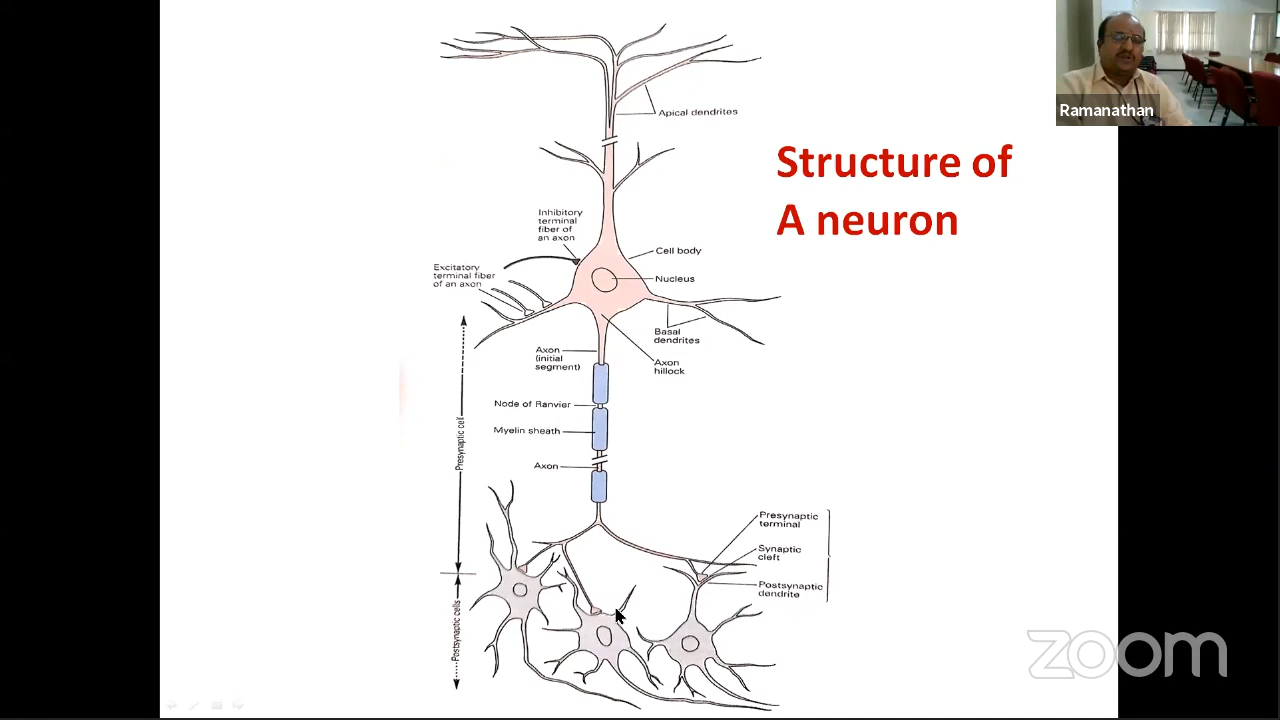 Ramanathan
Structure of
A neuron
Apical dendrites
Inhibitory
terminal
fiber of
an axon
Cell body
Excitatory
terminal fiber
of an axon
Nucleus
Basal
dendrites
Axon
(initial
segment)
Axon
hillock
Node of Ranvier
Myelin sheath
Axon
Presynaptic cell
Presynaptic
terminal
Synaptic
cleft
Postsynaptic
dendrite
Postsynaptic cells
zoom